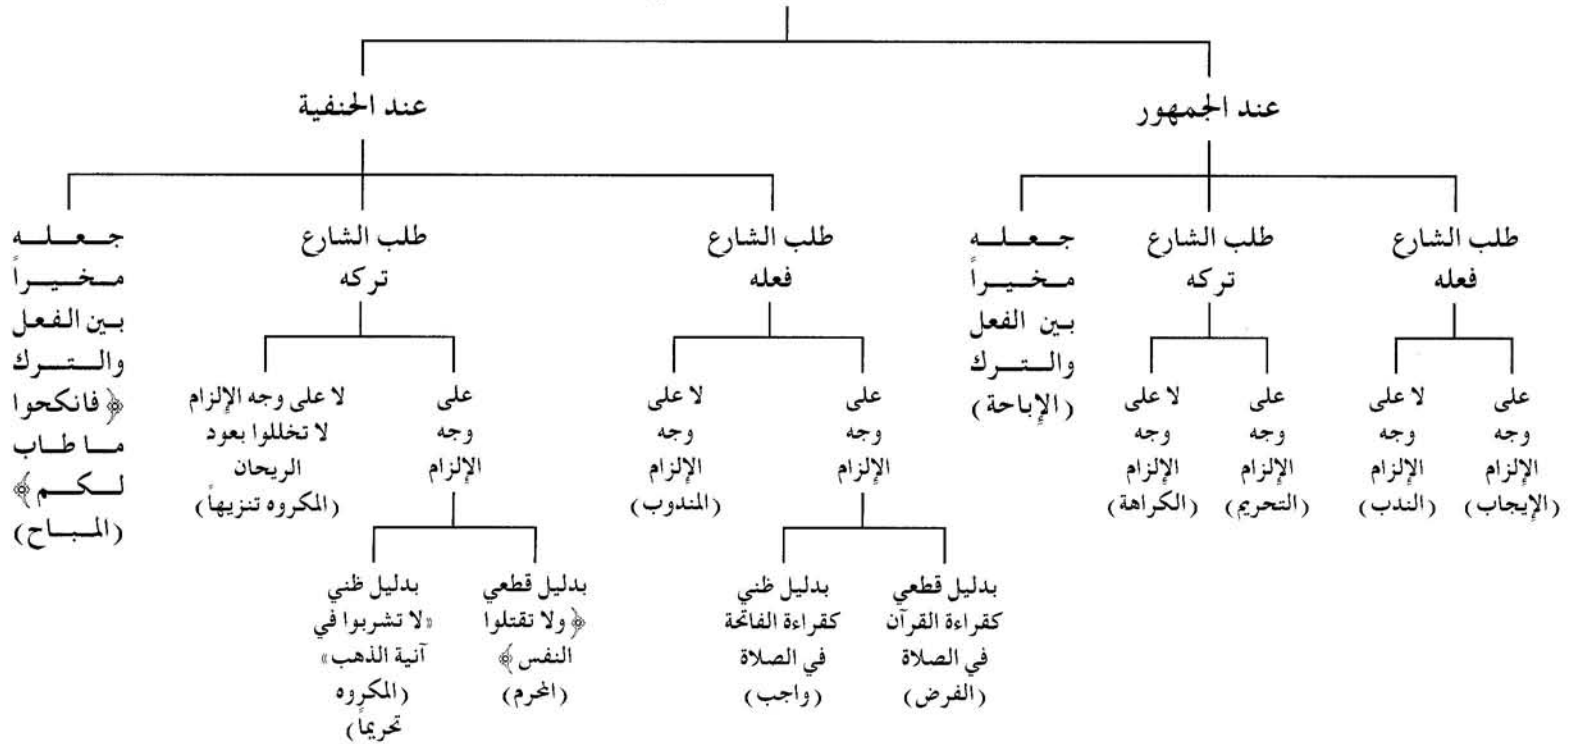 عند الجمهور
عند الحنفية
طلب الشارع
فعله
طلب الشارع
تركه
جعله
مخيراً
بين الفعل
والترك
(الإباحة)
على
وجه
الإلزام
(الإيجاب)
لا على
وجه
الإلزام
(الندب)
على
وجه
الإلزام
(التحريم)
لا على
وجه
الإلزام
(الكراهة)
طلب الشارع
فعله
طلب الشارع
تركه
جعله
مخيراً
بين الفعل
والترك
﴿فانكحوا
ما طاب
لكم﴾
(المباح)
على
وجه
الإلزام
لا على
وجه
الإلزام
(المندوب)
على
وجه
الإلزام
لا على وجه الإلزام
لا تخللوا بعود
الريحان
(المكروه تنزيهاً)
بدليل قطعي
كقراءة القرآن
في الصلاة
(الفرض)
بدليل ظني
كقراءة الفاتحة
في الصلاة
(واجب)
بدليل قطعي
﴿ولا تقتلوا
النفس﴾
(المحرم)
بدليل ظني
«لا تشربوا في
آنية الذهب»
(المكروه
تحريماً)